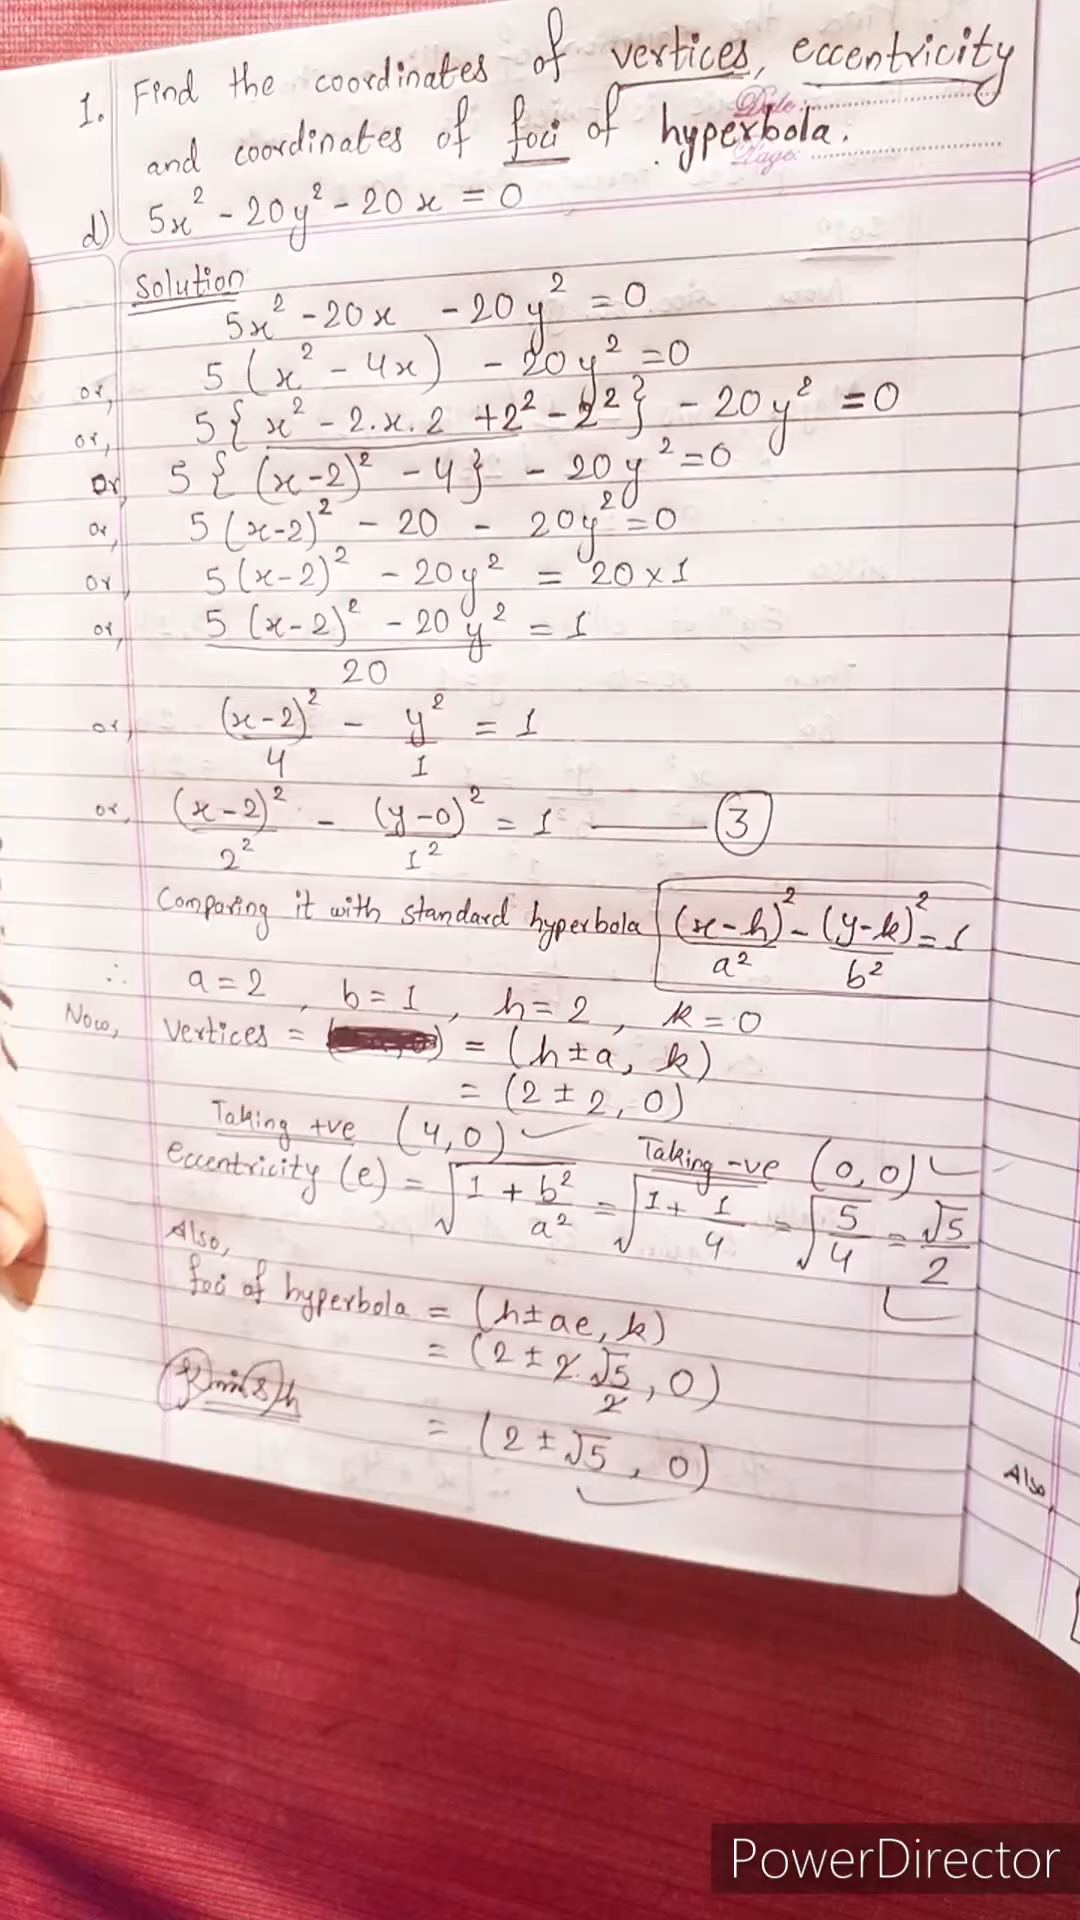 1. Find the coordinates of vertices, eccentricity
Date:
and coordinates of foci of hyperbola.
Page:
d) 5x² - 20y² - 20x = 0
Solution
5x² - 20x - 20y² = 0
or, 5(x² - 4x) - 20y² = 0
or, 5{x² - 2.x.2 + 2² - 2²} - 20y² = 0
or 5{(x-2)² - 4} - 20y² = 0
or, 5(x-2)² - 20 - 20y² = 0
or 5(x-2)² - 20y² = 20 × 1
or, 5(x-2)² - 20y² / 20 = 1
or, (x-2)²/4 - y²/1 = 1
or, (x-2)²/2² - (y-0)²/1² = 1 ——— 3
Comparing it with standard hyperbola (x-h)²/a² - (y-k)²/b² = 1
∴ a = 2, b = 1, h = 2, k = 0
Now, Vertices = = (h±a, k)
= (2 ± 2, 0)
Taking +ve (4,0) Taking -ve (0,0)
Eccentricity (e) = √(1 + b²/a²) = √(1 + 1/4) = √(5/4) = √5/2
Also,
foci of hyperbola = (h±ae, k)
= (2 ± 2.√5/2, 0)
= (2 ± √5, 0)
Also
PowerDirector